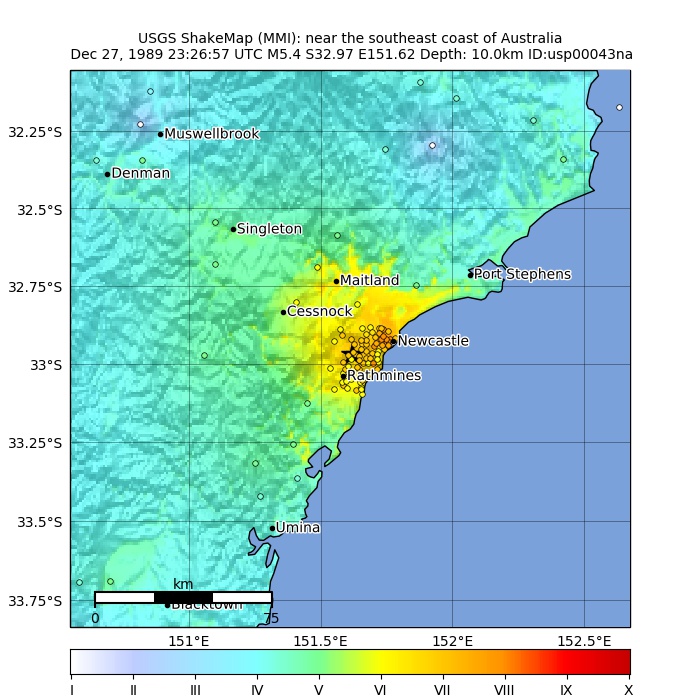 USGS ShakeMap (MMI): near the southeast coast of Australia
Dec 27, 1989 23:26:57 UTC M5.4 S32.97 E151.62 Depth: 10.0km ID:usp00043na
32.25°S
Muswellbrook
Denman
32.5°S
Singleton
Port Stephens
Maitland
32.75°S
Cessnock
Newcastle
33°S
Rathmines
33.25°S
33.5°S
Umina
km
33.75°S
Blacktown
0 75
151°E 151.5°E 152°E 152.5°E
I II III IV V VI VII VIII IX X